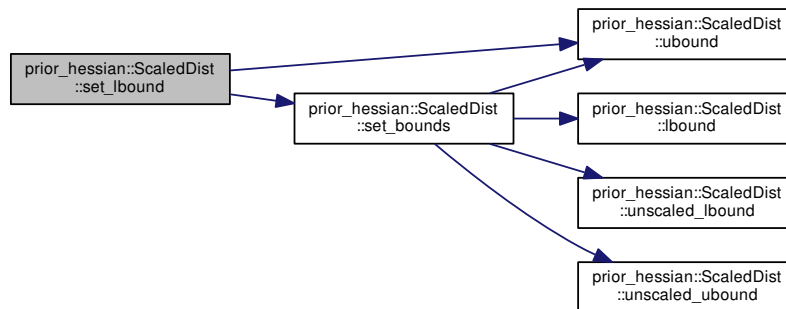 prior_hessian::ScaledDist
::set_lbound
prior_hessian::ScaledDist
::set_bounds
prior_hessian::ScaledDist
::ubound
prior_hessian::ScaledDist
::lbound
prior_hessian::ScaledDist
::unscaled_lbound
prior_hessian::ScaledDist
::unscaled_ubound